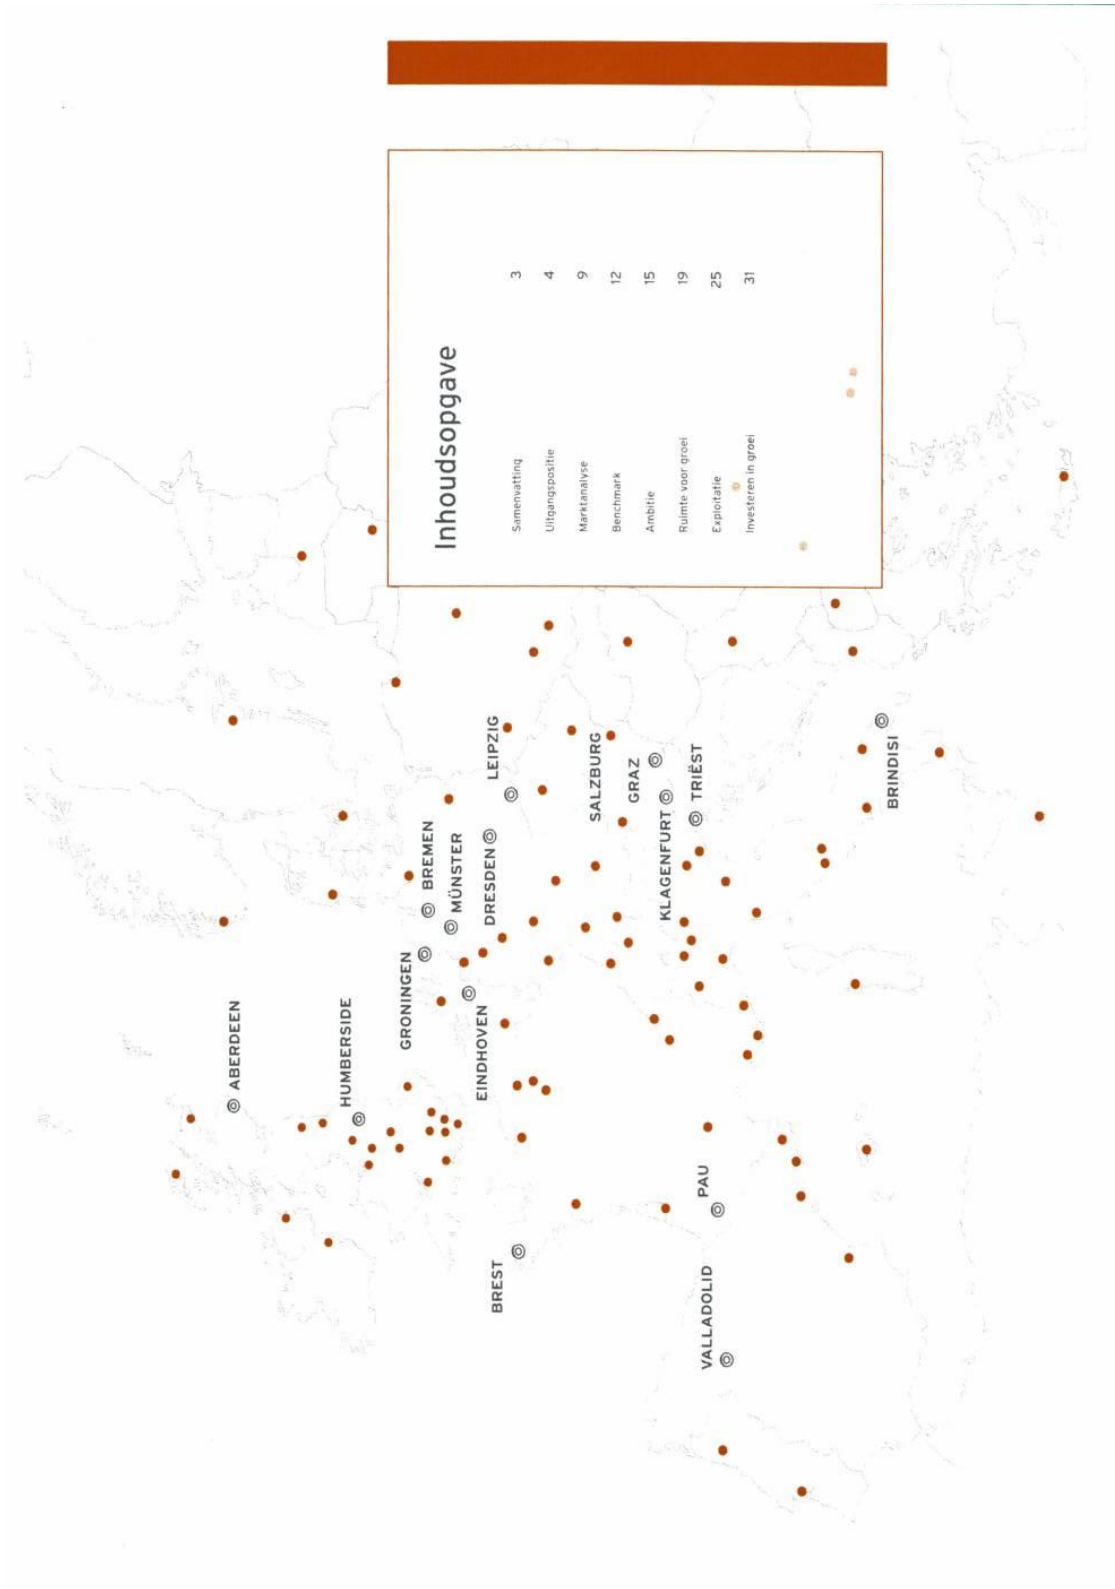 Inhoudsopgave
Samenvatting 3
Uitgangspositie 4
Marktanalyse 9
Benchmark 12
Ambitie 15
Ruimte voor groei 19
Exploitatie 25
Investeren in groei 31
ABERDEEN
HUMBERSIDE
GRONINGEN
BREMEN
MÜNSTER
EINDHOVEN
DRESDEN
LEIPZIG
BREST
SALZBURG
GRAZ
KLAGENFURT
TRIËST
PAU
VALLADOLID
BRINDISI